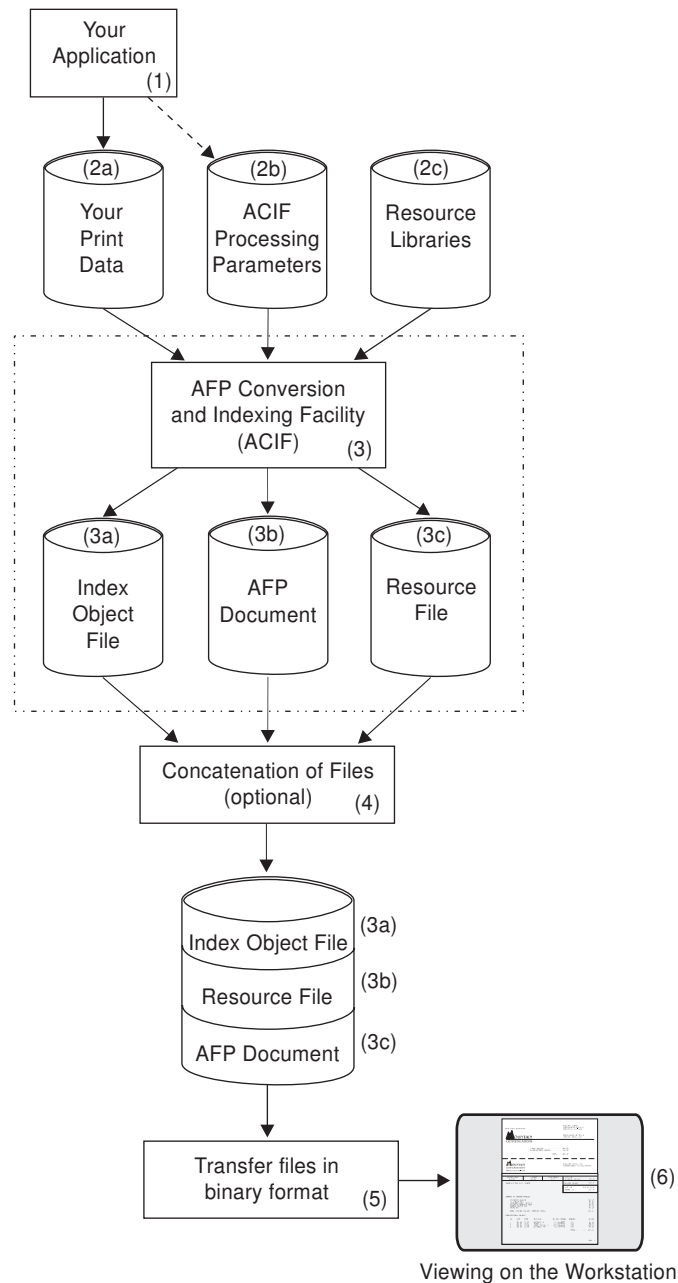 Your
Application
(1)
(2a)
Your
Print
Data
(2b)
ACIF
Processing
Parameters
(2c)
Resource
Libraries
AFP Conversion
and Indexing Facility
(ACIF)
(3)
(3a)
Index
Object
File
(3b)
AFP
Document
(3c)
Resource
File
Concatenation of Files
(optional)
(4)
Index Object File
(3a)
Resource File
(3b)
AFP Document
(3c)
Transfer files in
binary format
(5)
(6)
Viewing on the Workstation